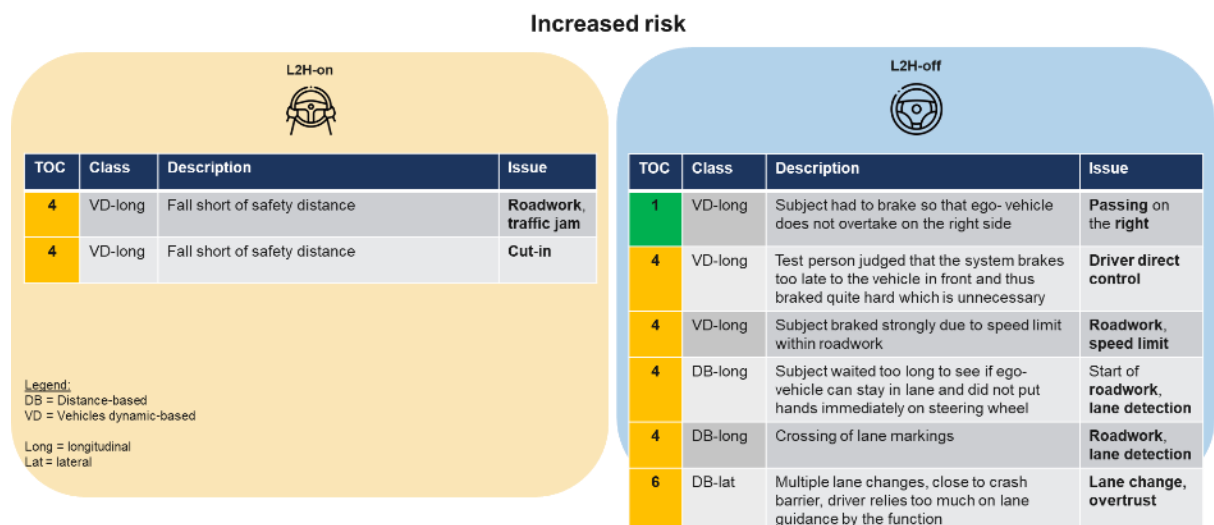 Increased risk
L2H-on
TOC Class Description Issue
4 VD-long Fall short of safety distance Roadwork,
traffic jam
4 VD-long Fall short of safety distance Cut-in
Legend:
DB = Distance-based
VD = Vehicles dynamic-based
Long = longitudinal
Lat = lateral
L2H-off
TOC Class Description Issue
1 VD-long Subject had to brake so that ego- vehicle Passing on
does not overtake on the right side the right
4 VD-long Test person judged that the system brakes Driver direct
too late to the vehicle in front and thus control
braked quite hard which is unnecessary
4 VD-long Subject braked strongly due to speed limit Roadwork,
within roadwork speed limit
4 DB-long Subject waited too long to see if ego- Start of
vehicle can stay in lane and did not put roadwork,
hands immediately on steering wheel lane detection
4 DB-long Crossing of lane markings Roadwork,
lane detection
6 DB-lat Multiple lane changes, close to crash Lane change,
barrier, driver relies too much on lane overtrust
guidance by the function